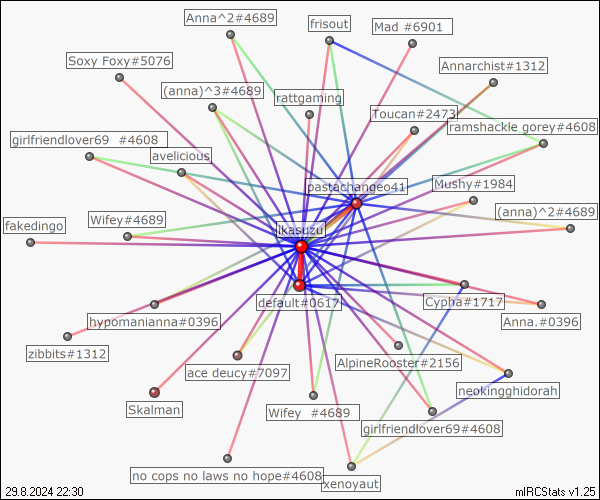 Anna^2#4689
frisout
Mad #6901
Soxy Foxy#5076
Annarchist#1312
(anna)^3#4689
rattgaming
Toucan#2473
ramshackle gorey#4608
girlfriendlover69  #4608
avelicious
pastachangeo41
Mushy#1984
(anna)^2#4689
fakedingo
Wifey#4689
ikasuzu
default#0617
Cypha#1717
hypomanianna#0396
Anna.#0396
zibbits#1312
ace deucy#7097
AlpineRooster#2156
neokingghidorah
Skalman
Wifey  #4689
girlfriendlover69#4608
no cops no laws no hope#4608
xenoyaut
29.8.2024 22:30
mIRCStats v1.25